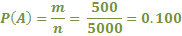 P(A) = m/n = 500/5000 = 0.100